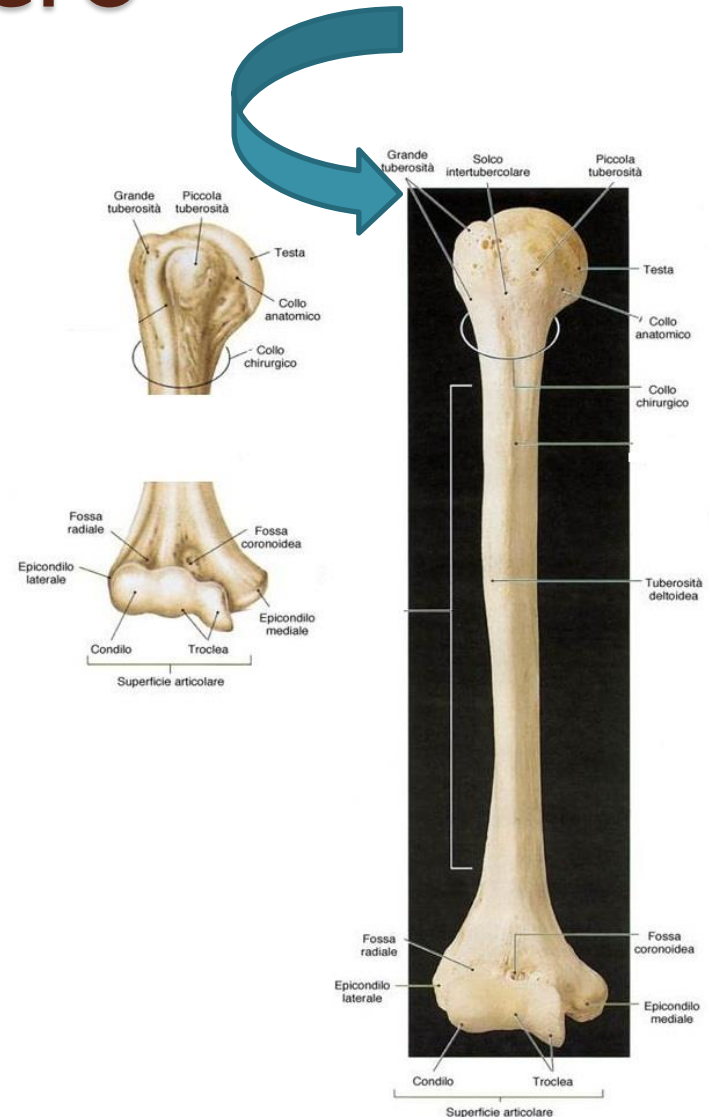 Grande
tuberosità
Piccola
tuberosità
Testa
Collo
anatomico
Collo
chirurgico
Fossa
radiale
Fossa
coronoidea
Epicondilo
laterale
Epicondilo
mediale
Condilo
Troclea
Superficie articolare
Grande
tuberosità
Solco
intertubercolare
Piccola
tuberosità
Testa
Collo
anatomico
Collo
chirurgico
Tuberosità
deltoidea
Fossa
radiale
Fossa
coronoidea
Epicondilo
laterale
Epicondilo
mediale
Condilo
Troclea
Superficie articolare